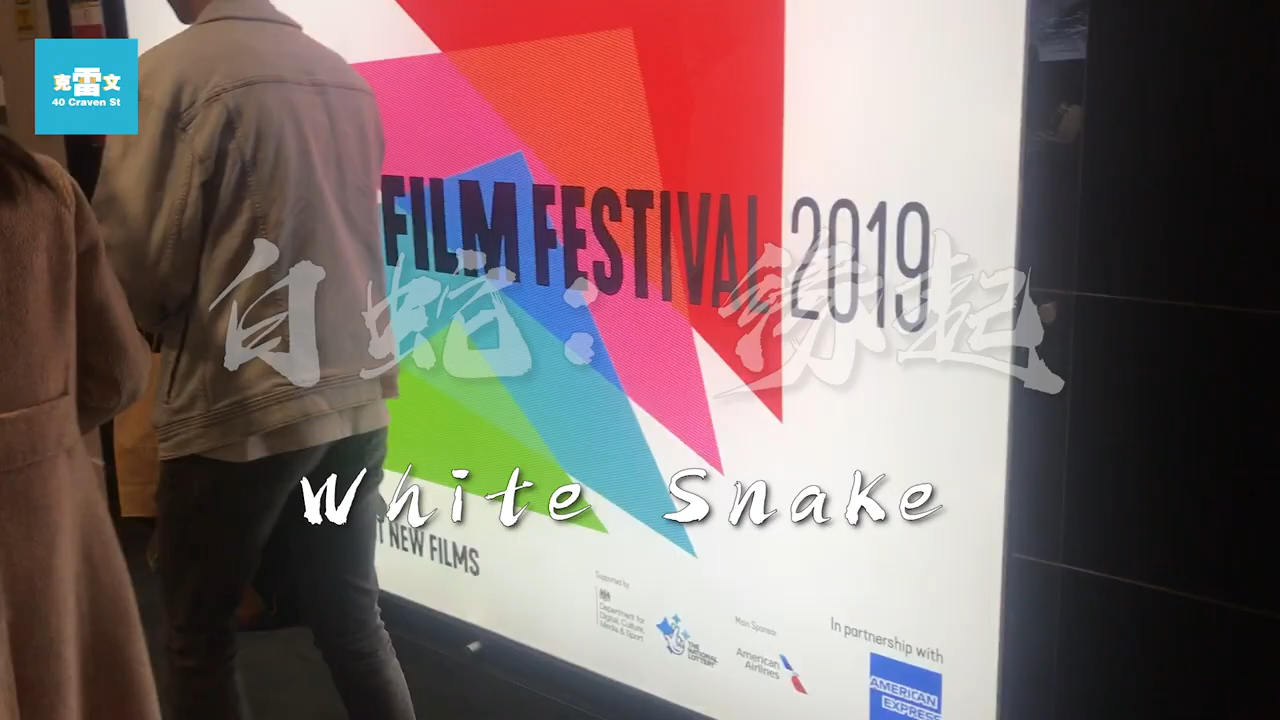 克雷文
40 Craven St
FILM FESTIVAL 2019
白蛇：缘起
White Snake
T NEW FILMS
Supported by
Department for
Digital, Culture,
Media & Sport
THE
NATIONAL
LOTTERY
Main Sponsor
American
Airlines
In partnership with
AMERICAN
EXPRESS